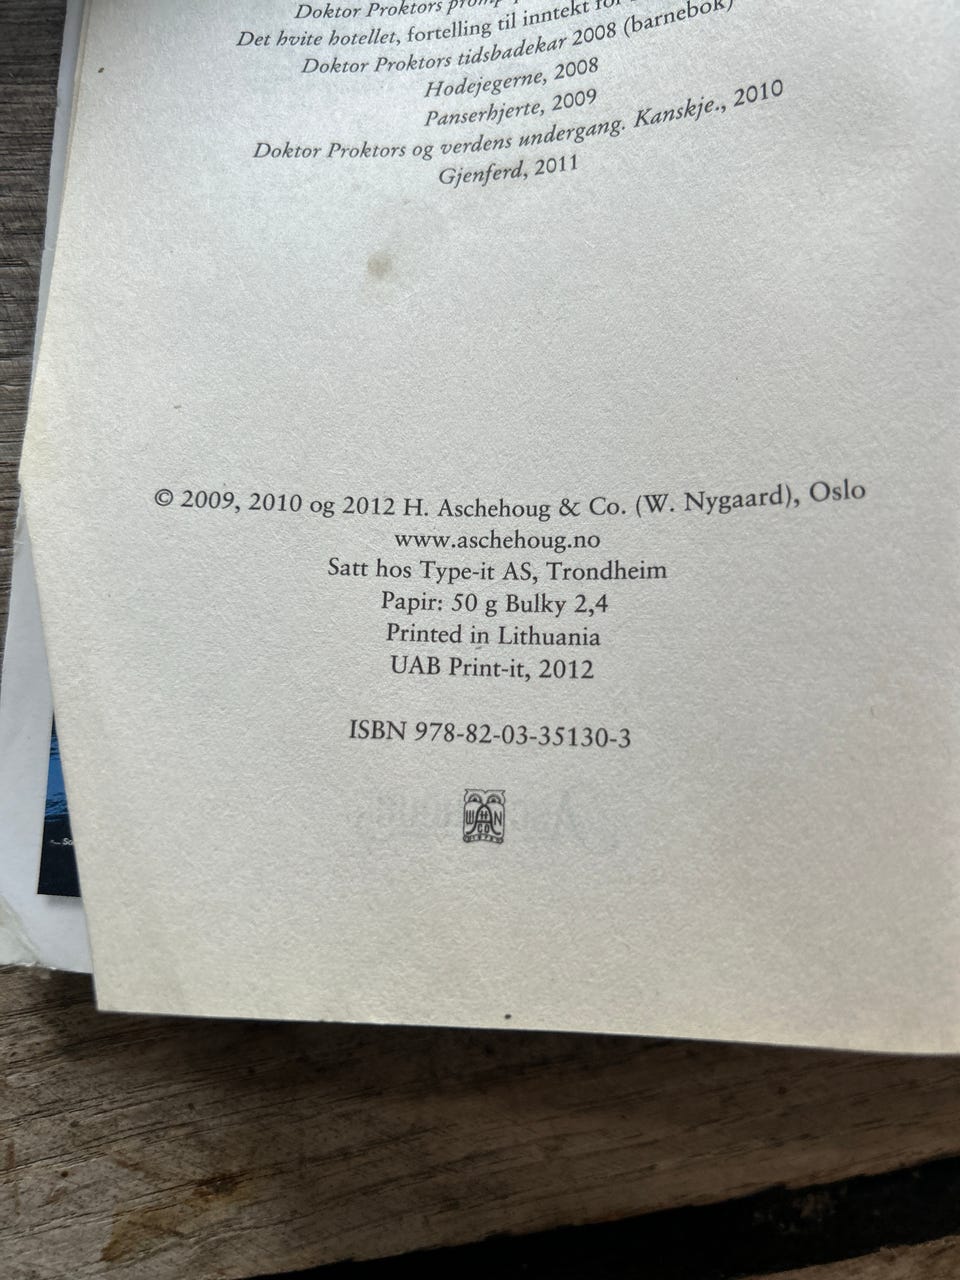 Doktor Proktors
Det hvite hotellet, fortelling til inntekt for
Doktor Proktors tidsbadekar 2008 (barnebok)
Hodejegerne, 2008
Panserhjerte, 2009
Doktor Proktors og verdens undergang. Kanskje., 2010
Gjenferd, 2011
© 2009, 2010 og 2012 H. Aschehoug & Co. (W. Nygaard), Oslo
www.aschehoug.no
Satt hos Type-it AS, Trondheim
Papir: 50 g Bulky 2,4
Printed in Lithuania
UAB Print-it, 2012
ISBN 978-82-03-35130-3